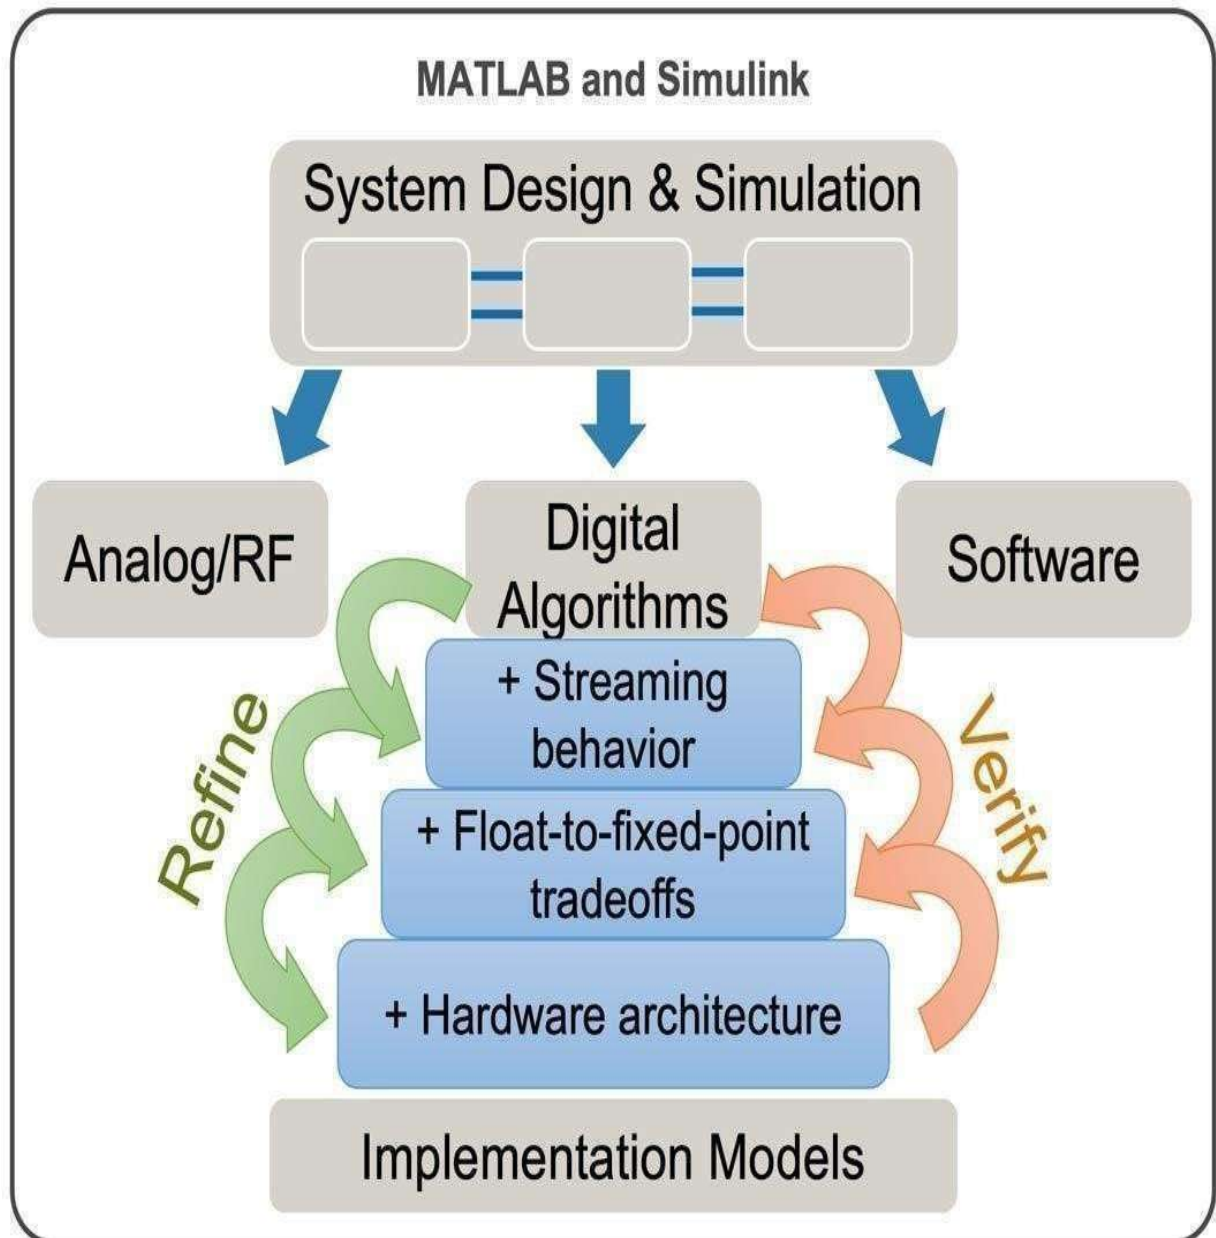 MATLAB and Simulink
System Design & Simulation
Analog/RF
Digital
Algorithms
Software
+ Streaming
behavior
+ Float-to-fixed-point
tradeoffs
+ Hardware architecture
Refine
Verify
Implementation Models